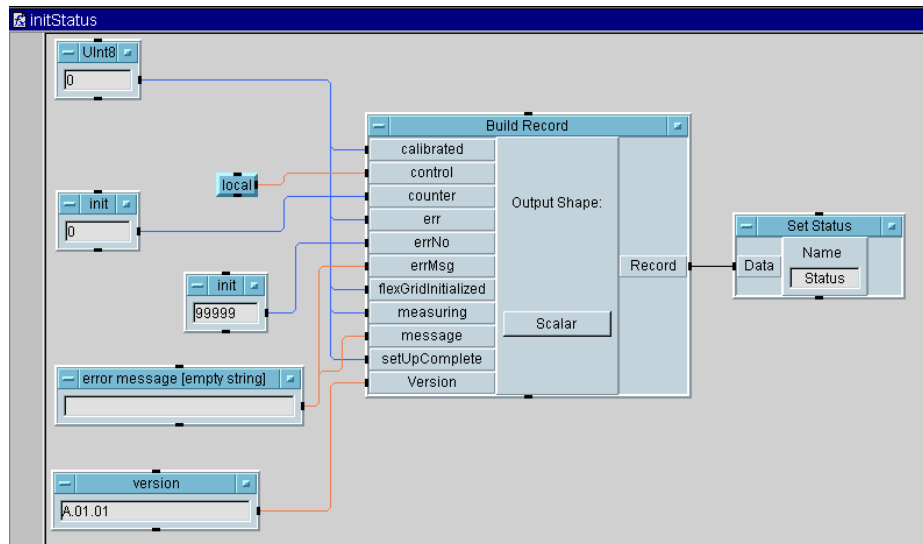 initStatus
UInt8
0
init
0
local
init
99999
error message [empty string]
version
A.01.01
Build Record
calibrated
control
counter
err
errNo
errMsg
flexGridInitialized
measuring
message
setUpComplete
Version
Output Shape:
Scalar
Record
Set Status
Data
Name
Status